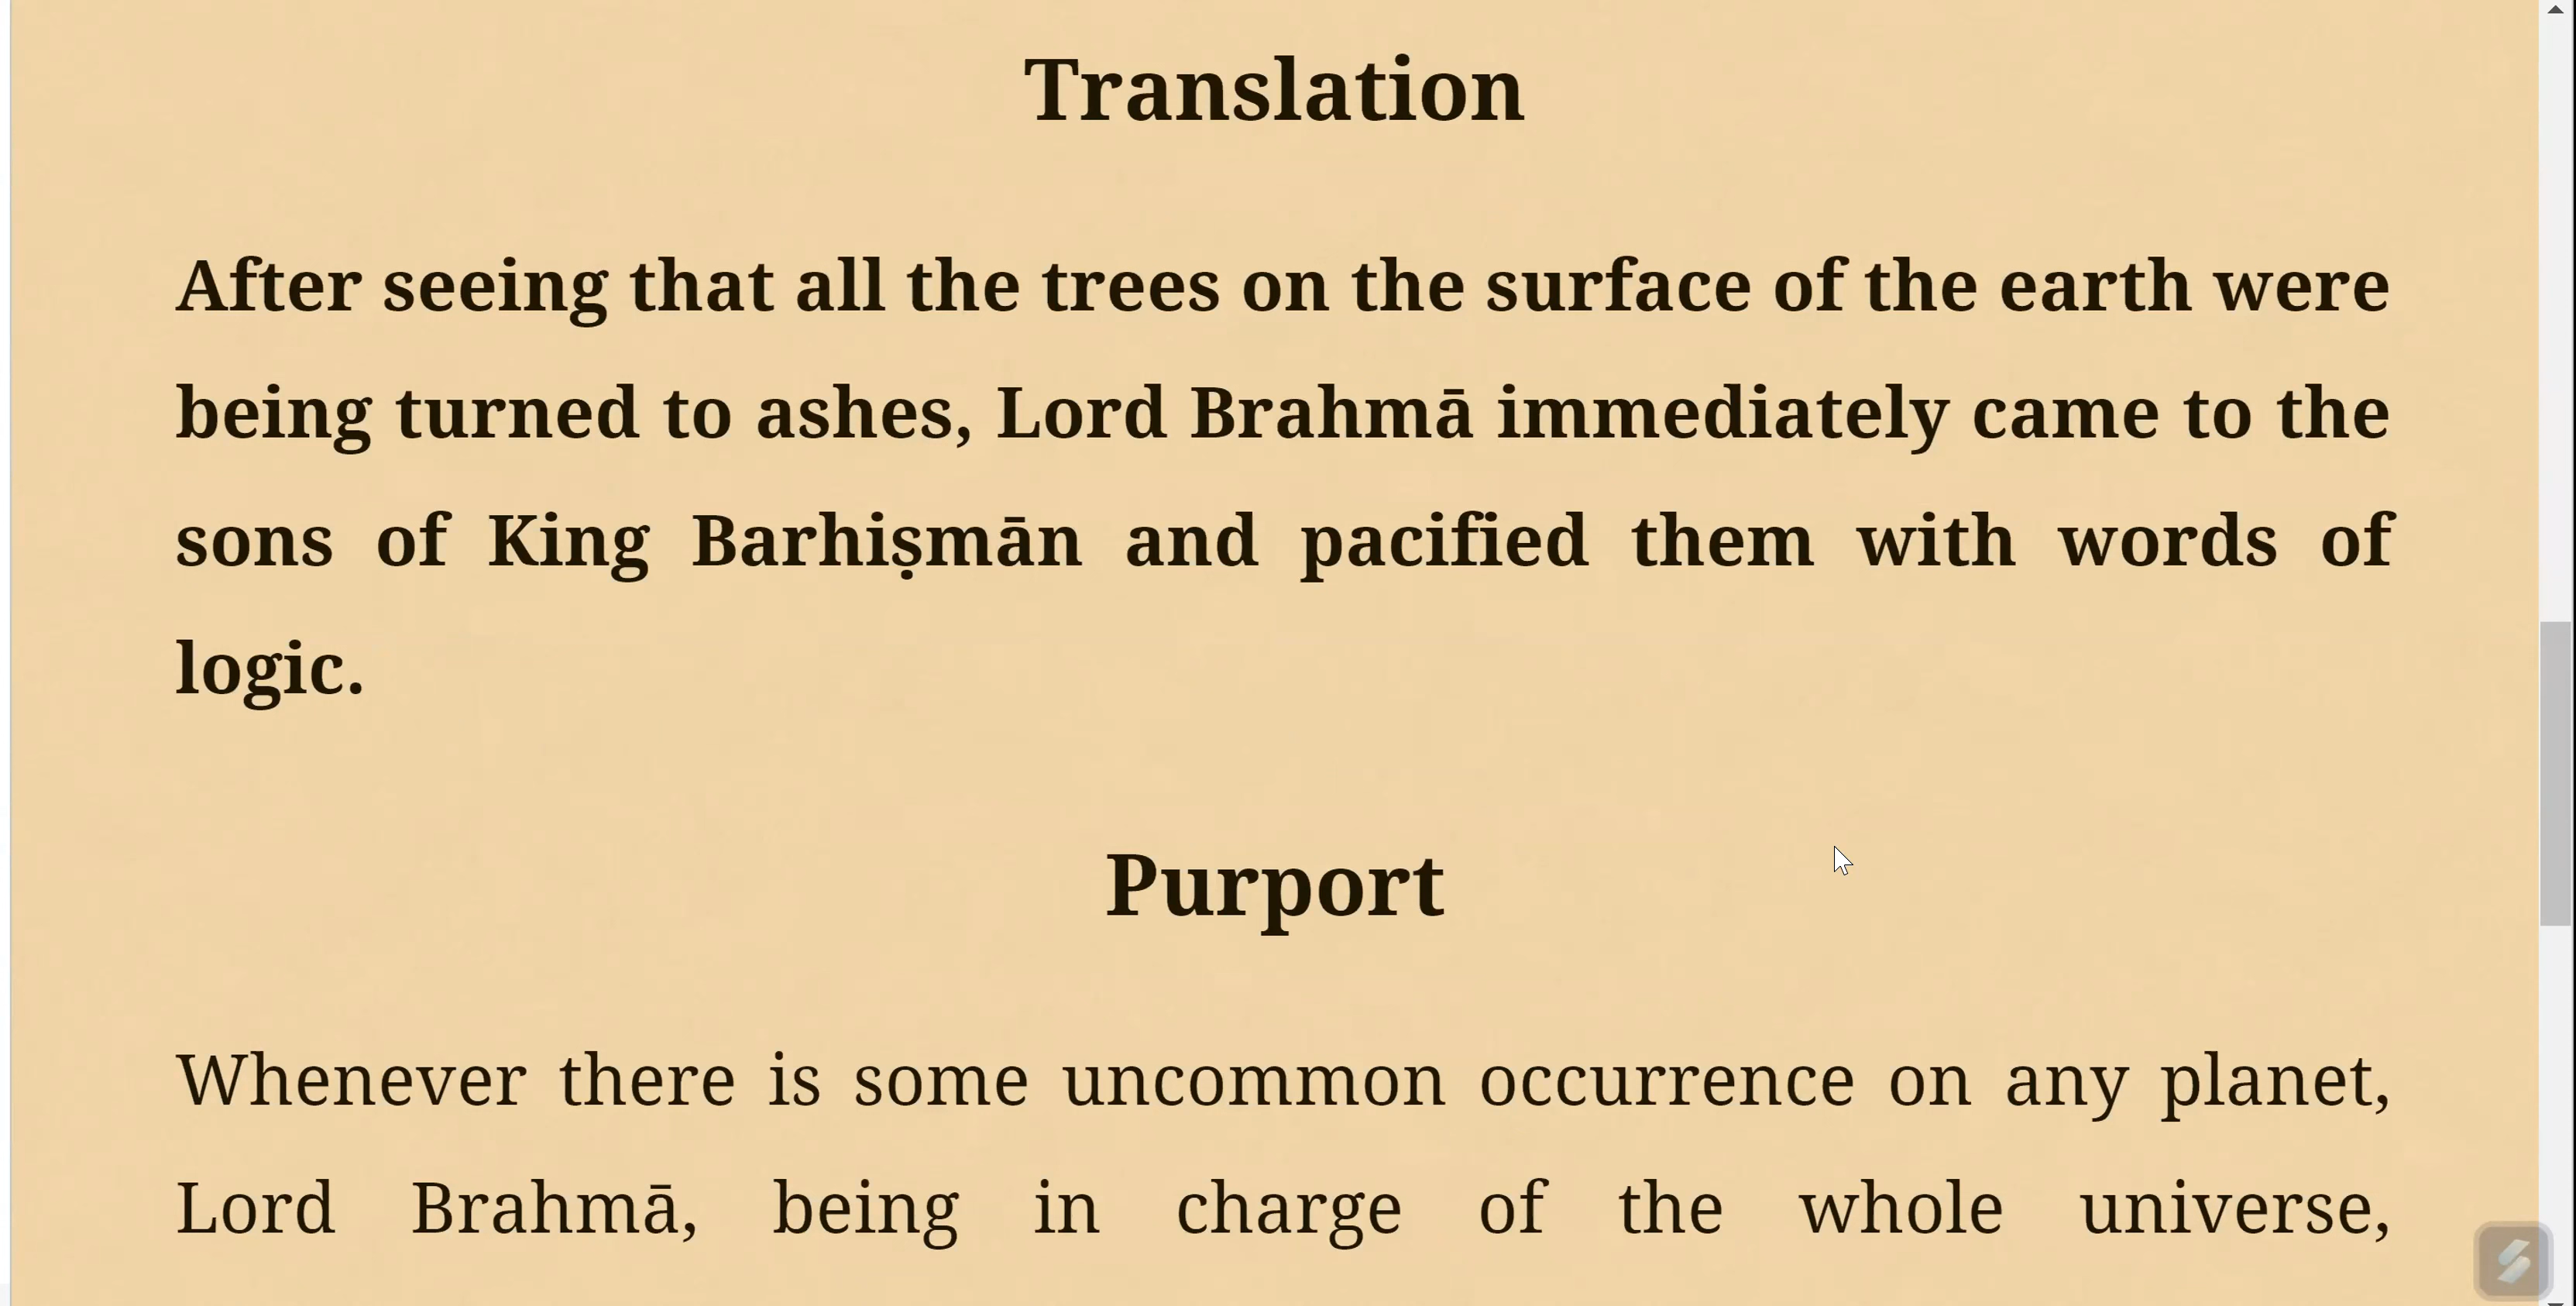 Translation
After seeing that all the trees on the surface of the earth were
being turned to ashes, Lord Brahmā immediately came to the
sons of King Barhiṣmān and pacified them with words of
logic.
Purport
Whenever there is some uncommon occurrence on any planet,
Lord Brahmā, being in charge of the whole universe,